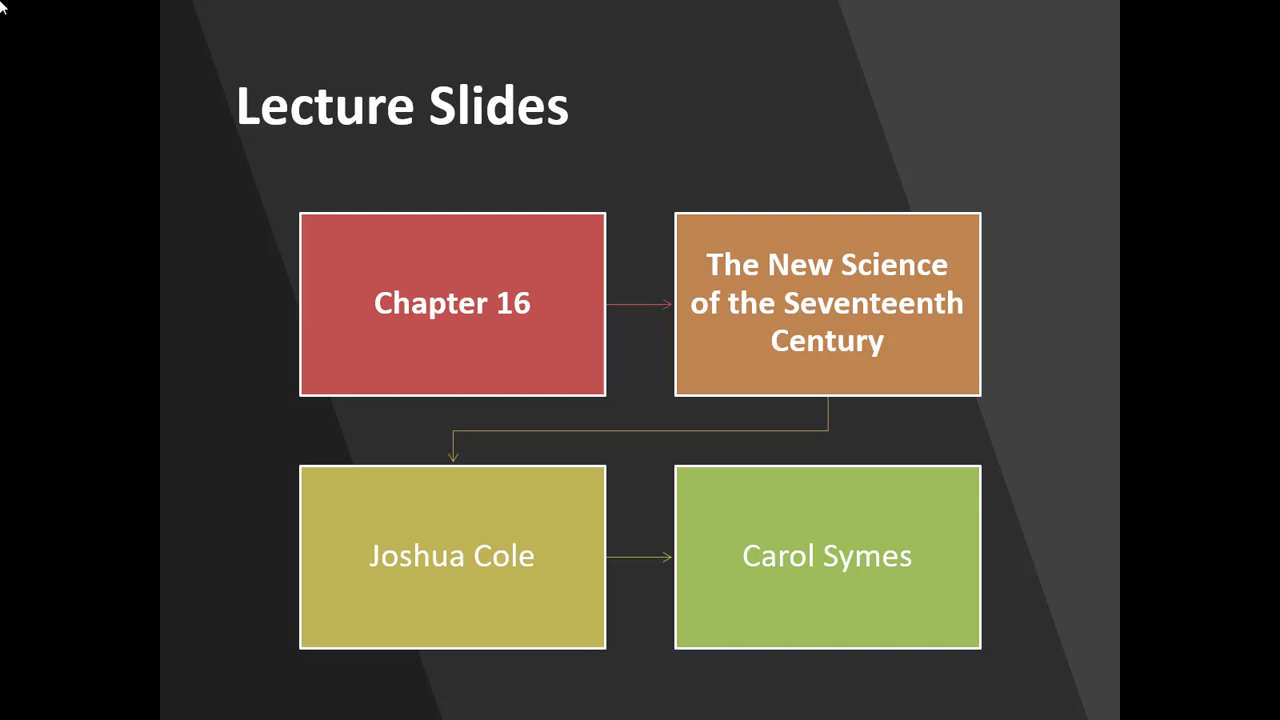 Lecture Slides
Chapter 16
The New Science
of the Seventeenth
Century
Joshua Cole
Carol Symes